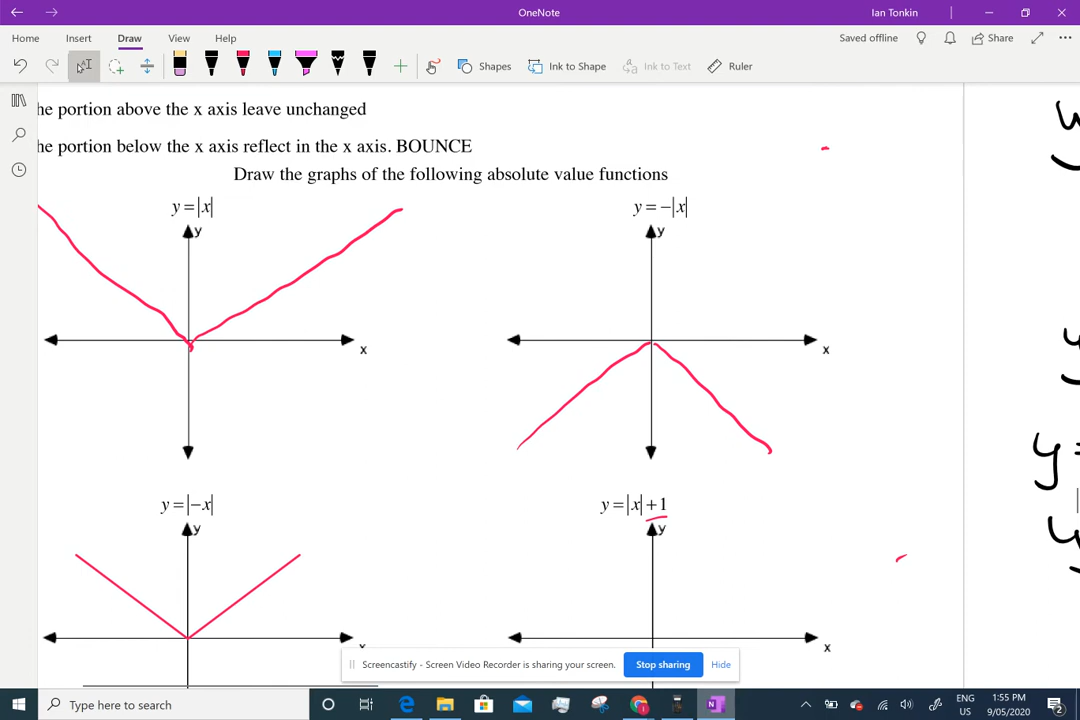 OneNote
Ian Tonkin
Home Insert Draw View Help
Saved offline
Share
Shapes
Ink to Shape
Ink to Text
Ruler
he portion above the x axis leave unchanged
he portion below the x axis reflect in the x axis. BOUNCE
Draw the graphs of the following absolute value functions
y = |x|
y = −|x|
y
y
x
x
y = |−x|
y = |x| + 1
y
y
x
x
y =
Screencastify - Screen Video Recorder is sharing your screen.
Stop sharing
Hide
Type here to search
ENG
US
1:55 PM
9/05/2020
2